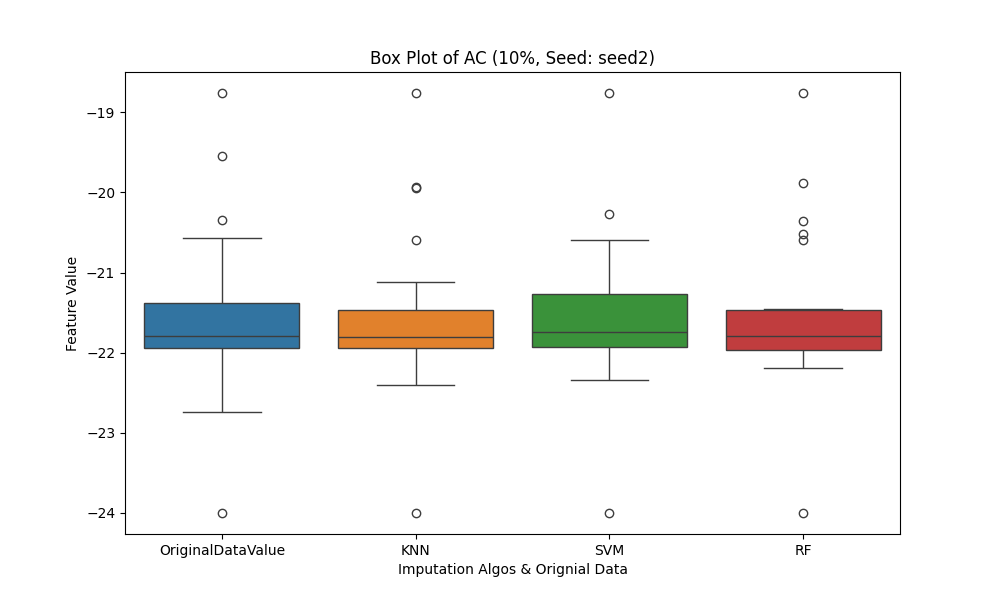 Box Plot of AC (10%, Seed: seed2)
Feature Value
−19
−20
−21
−22
−23
−24
OriginalDataValue
KNN
SVM
RF
Imputation Algos & Orignial Data